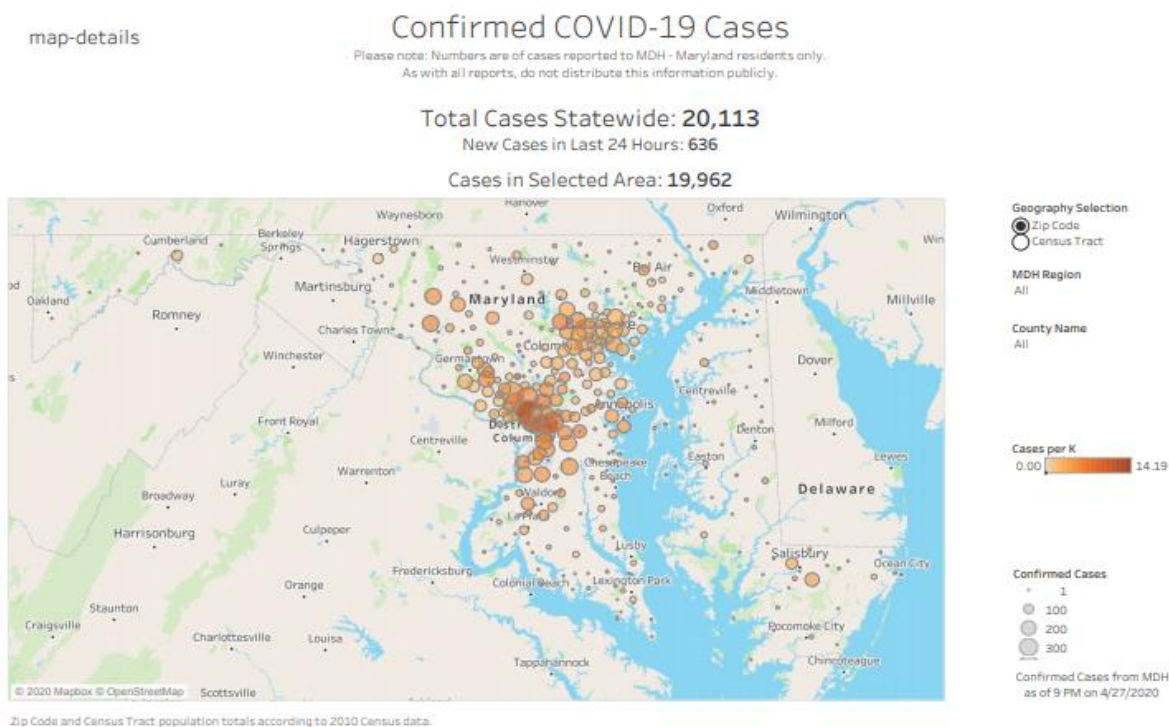 map-details
Confirmed COVID-19 Cases
Please note: Numbers are of cases reported to MDH - Maryland residents only.
As with all reports, do not distribute this information publicly.
Total Cases Statewide: 20,113
New Cases in Last 24 Hours: 636
Cases in Selected Area: 19,962
Waynesboro
Hanover
Oxford
Wilmington
Cumberland
Berkeley
Springs
Hagerstown
Westminster
Bel Air
Win
Oakland
Martinsburg
Maryland
Middletown
Millville
Romney
Charles Town
Winchester
Germantown
Dover
Centreville
Annapolis
Front Royal
Centreville
Denton
Milford
Warrenton
Chesapeake
Beach
Easton
Lewes
Luray
Broadway
Waldorf
Delaware
Harrisonburg
Culpeper
La Plata
Lusby
Salisbury
Ocean City
Fredericksburg
Colonial Beach
Lexington Park
Orange
Staunton
Craigsville
Charlottesville
Louisa
Pocomoke City
Tappahannock
Chincoteague
Scottsville
© 2020 Mapbox © OpenStreetMap
Geography Selection
Zip Code
Census Tract
MDH Region
All
County Name
All
Cases per K
0.00 14.19
Confirmed Cases
1
100
200
300
Confirmed Cases from MDH
as of 9 PM on 4/27/2020
Zip Code and Census Tract population totals according to 2010 Census data.